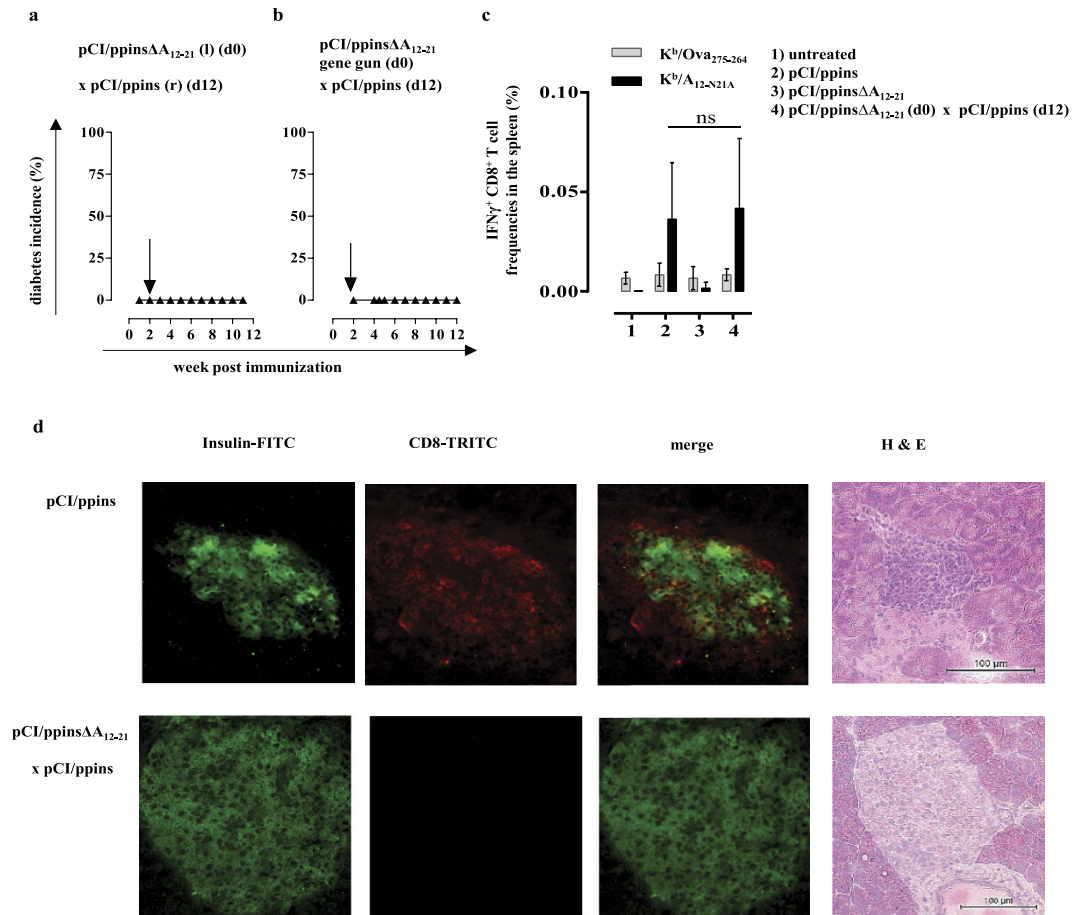 a
pCI/ppinsΔA₁₂₋₂₁ (l) (d0)
x pCI/ppins (r) (d12)
diabetes incidence (%)
100
75
50
25
0
0 2 4 6 8 10 12
b
pCI/ppinsΔA₁₂₋₂₁
gene gun (d0)
x pCI/ppins (d12)
100
75
50
25
0
0 2 4 6 8 10 12
week post immunization
c
Kᵇ/Ova₂₇₅₋₂₆₄
Kᵇ/A₁₂₋N21A
1) untreated
2) pCI/ppins
3) pCI/ppinsΔA₁₂₋₂₁
4) pCI/ppinsΔA₁₂₋₂₁ (d0) x pCI/ppins (d12)
IFNγ⁺ CD8⁺ T cell
frequencies in the spleen (%)
0.10
0.05
0.00
ns
1 2 3 4
d
Insulin-FITC CD8-TRITC merge H & E
pCI/ppins
100 µm
pCI/ppinsΔA₁₂₋₂₁
x pCI/ppins
100 µm